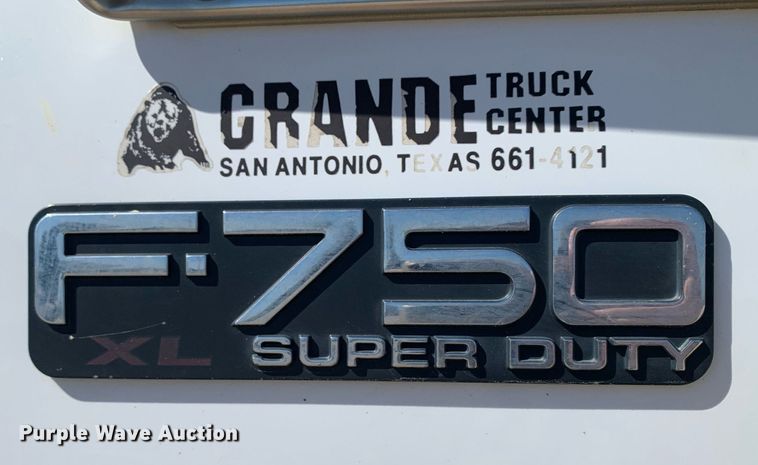 GRANDE TRUCK CENTER
SAN ANTONIO, TEXAS 661-4121
F-750
XL SUPER DUTY
Purple Wave Auction